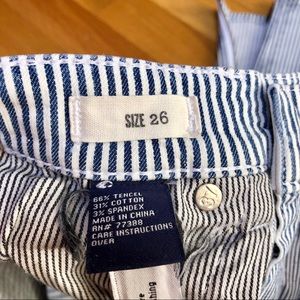 SIZE 26
66% TENCEL
31% COTTON
3% SPANDEX
MADE IN CHINA
RN# 77388
CARE INSTRUCTIONS
OVER